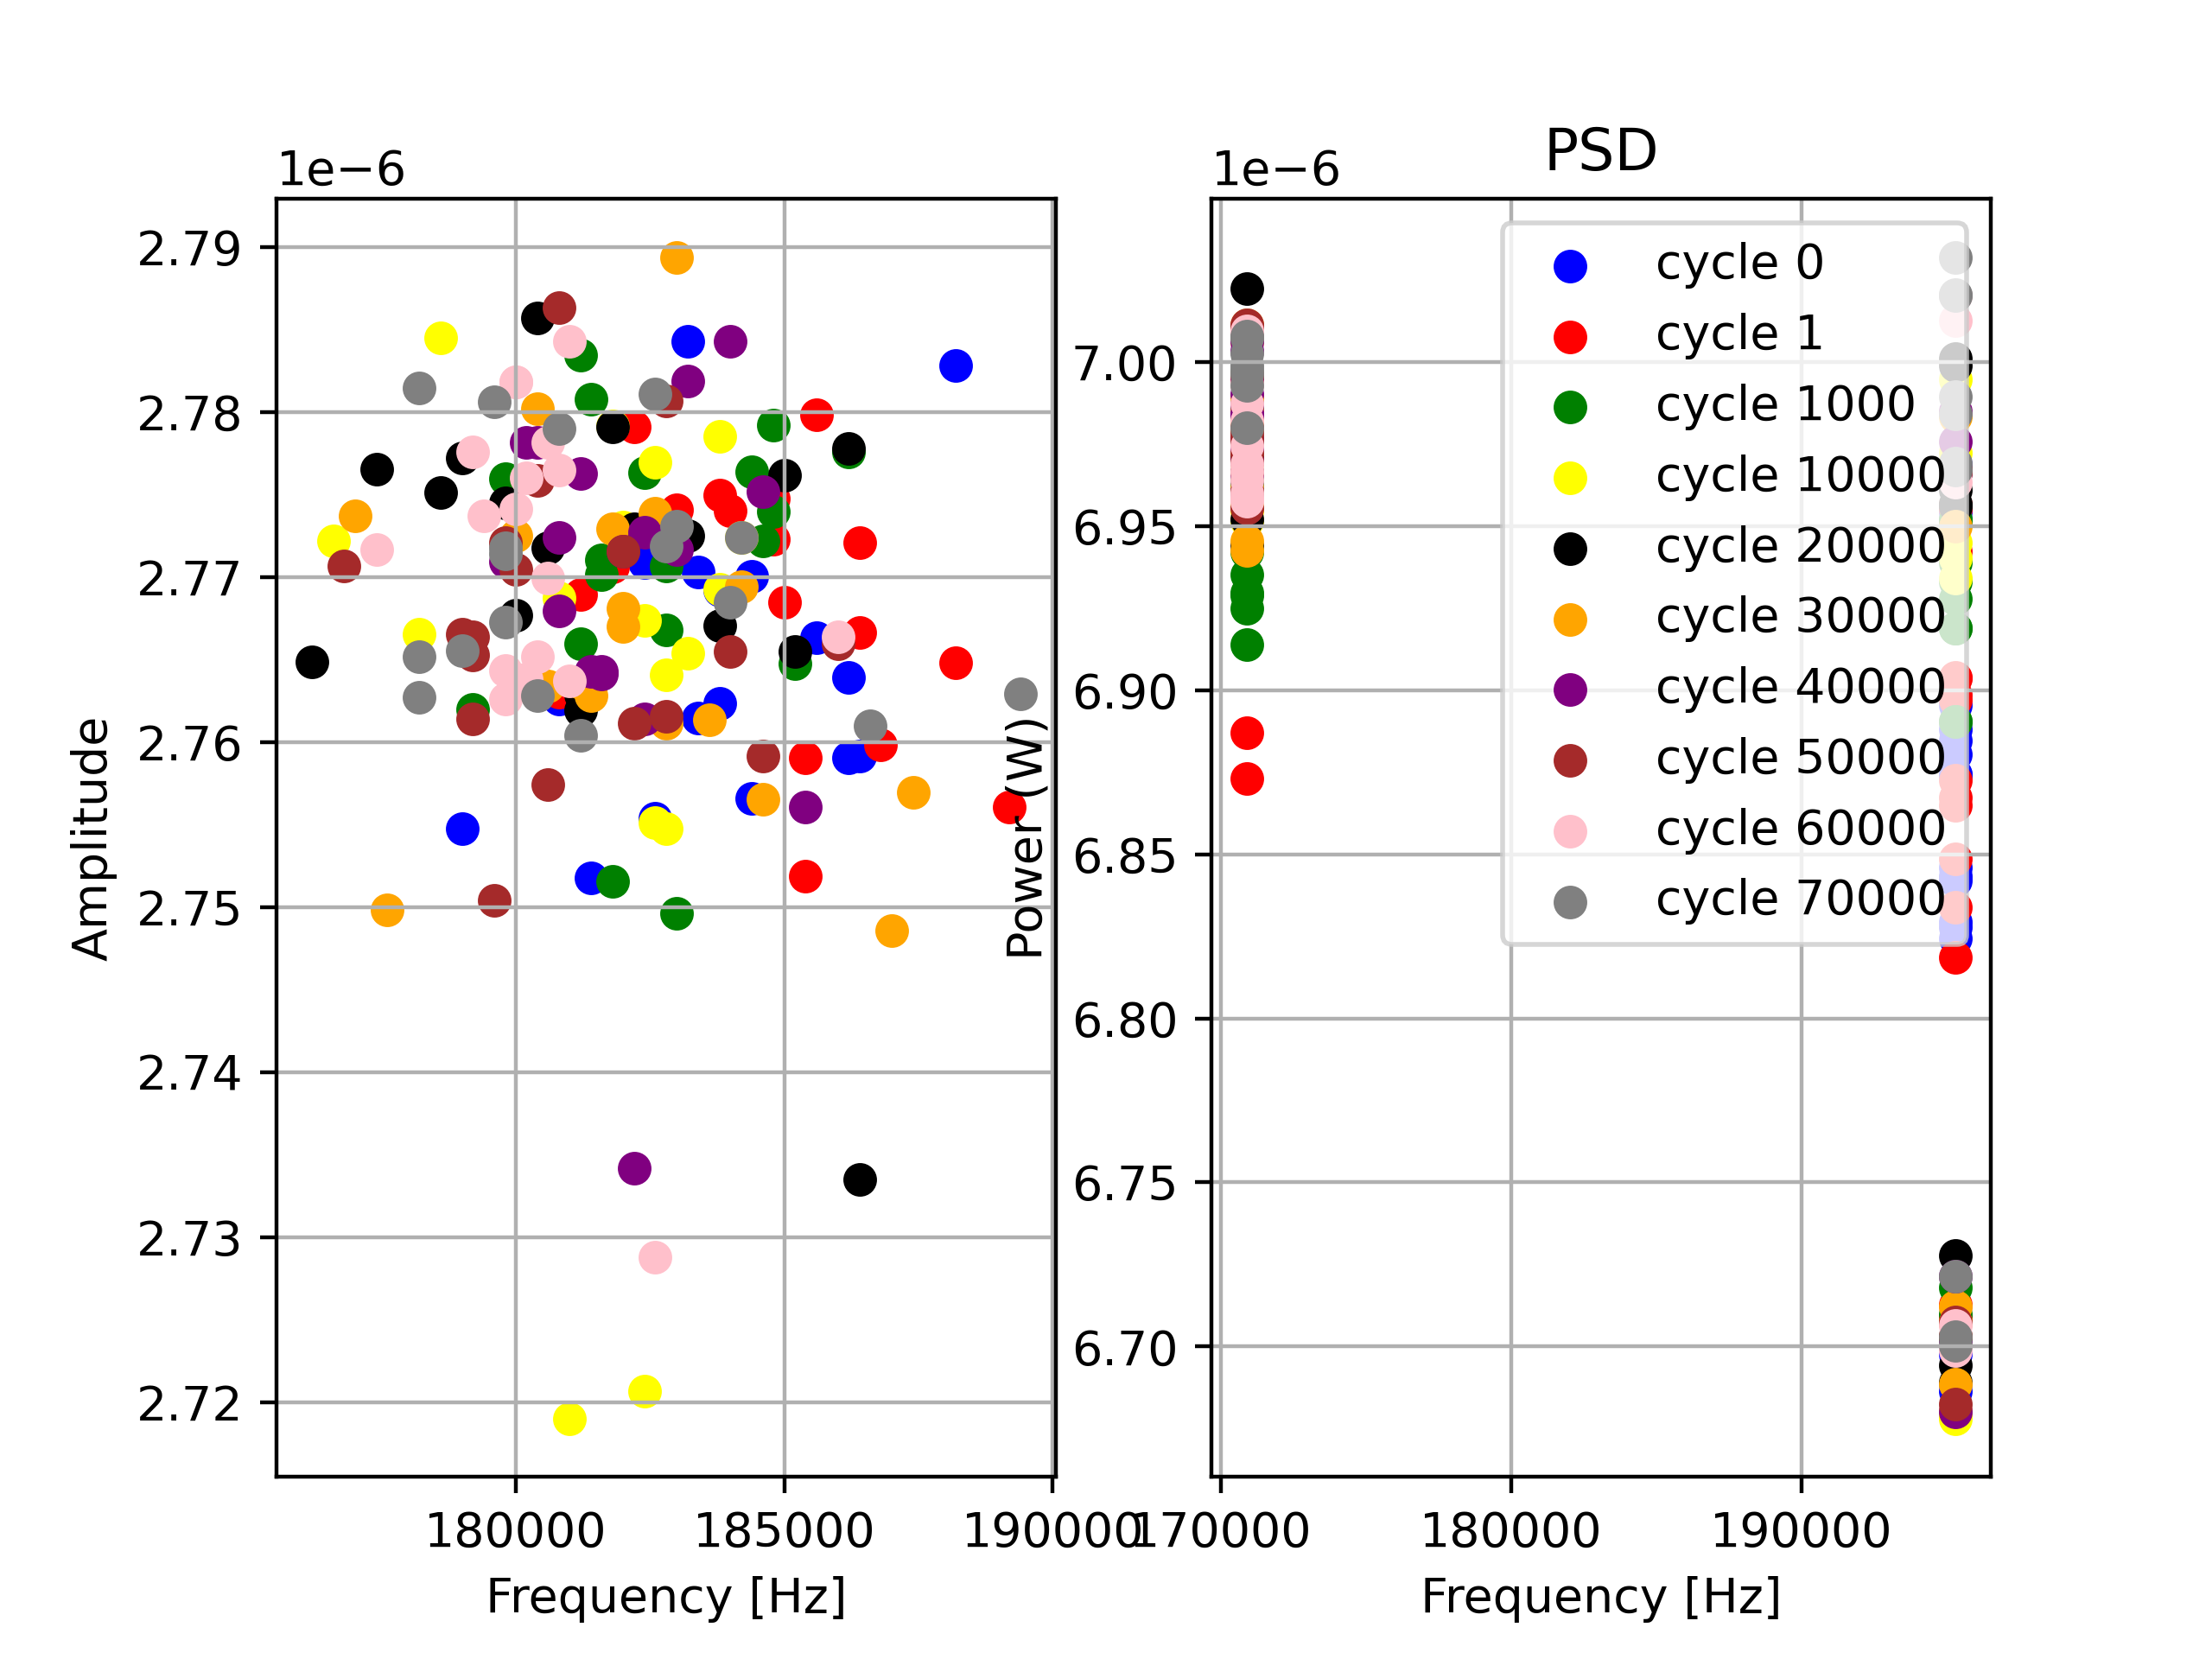 1e−6
2.79
2.78
2.77
2.76
2.75
2.74
2.73
2.72
Amplitude
180000
185000
190000
Frequency [Hz]
PSD
1e−6
7.00
6.95
6.90
6.85
6.80
6.75
6.70
Power (W)
170000
180000
190000
Frequency [Hz]
cycle 0
cycle 1
cycle 1000
cycle 10000
cycle 20000
cycle 30000
cycle 40000
cycle 50000
cycle 60000
cycle 70000